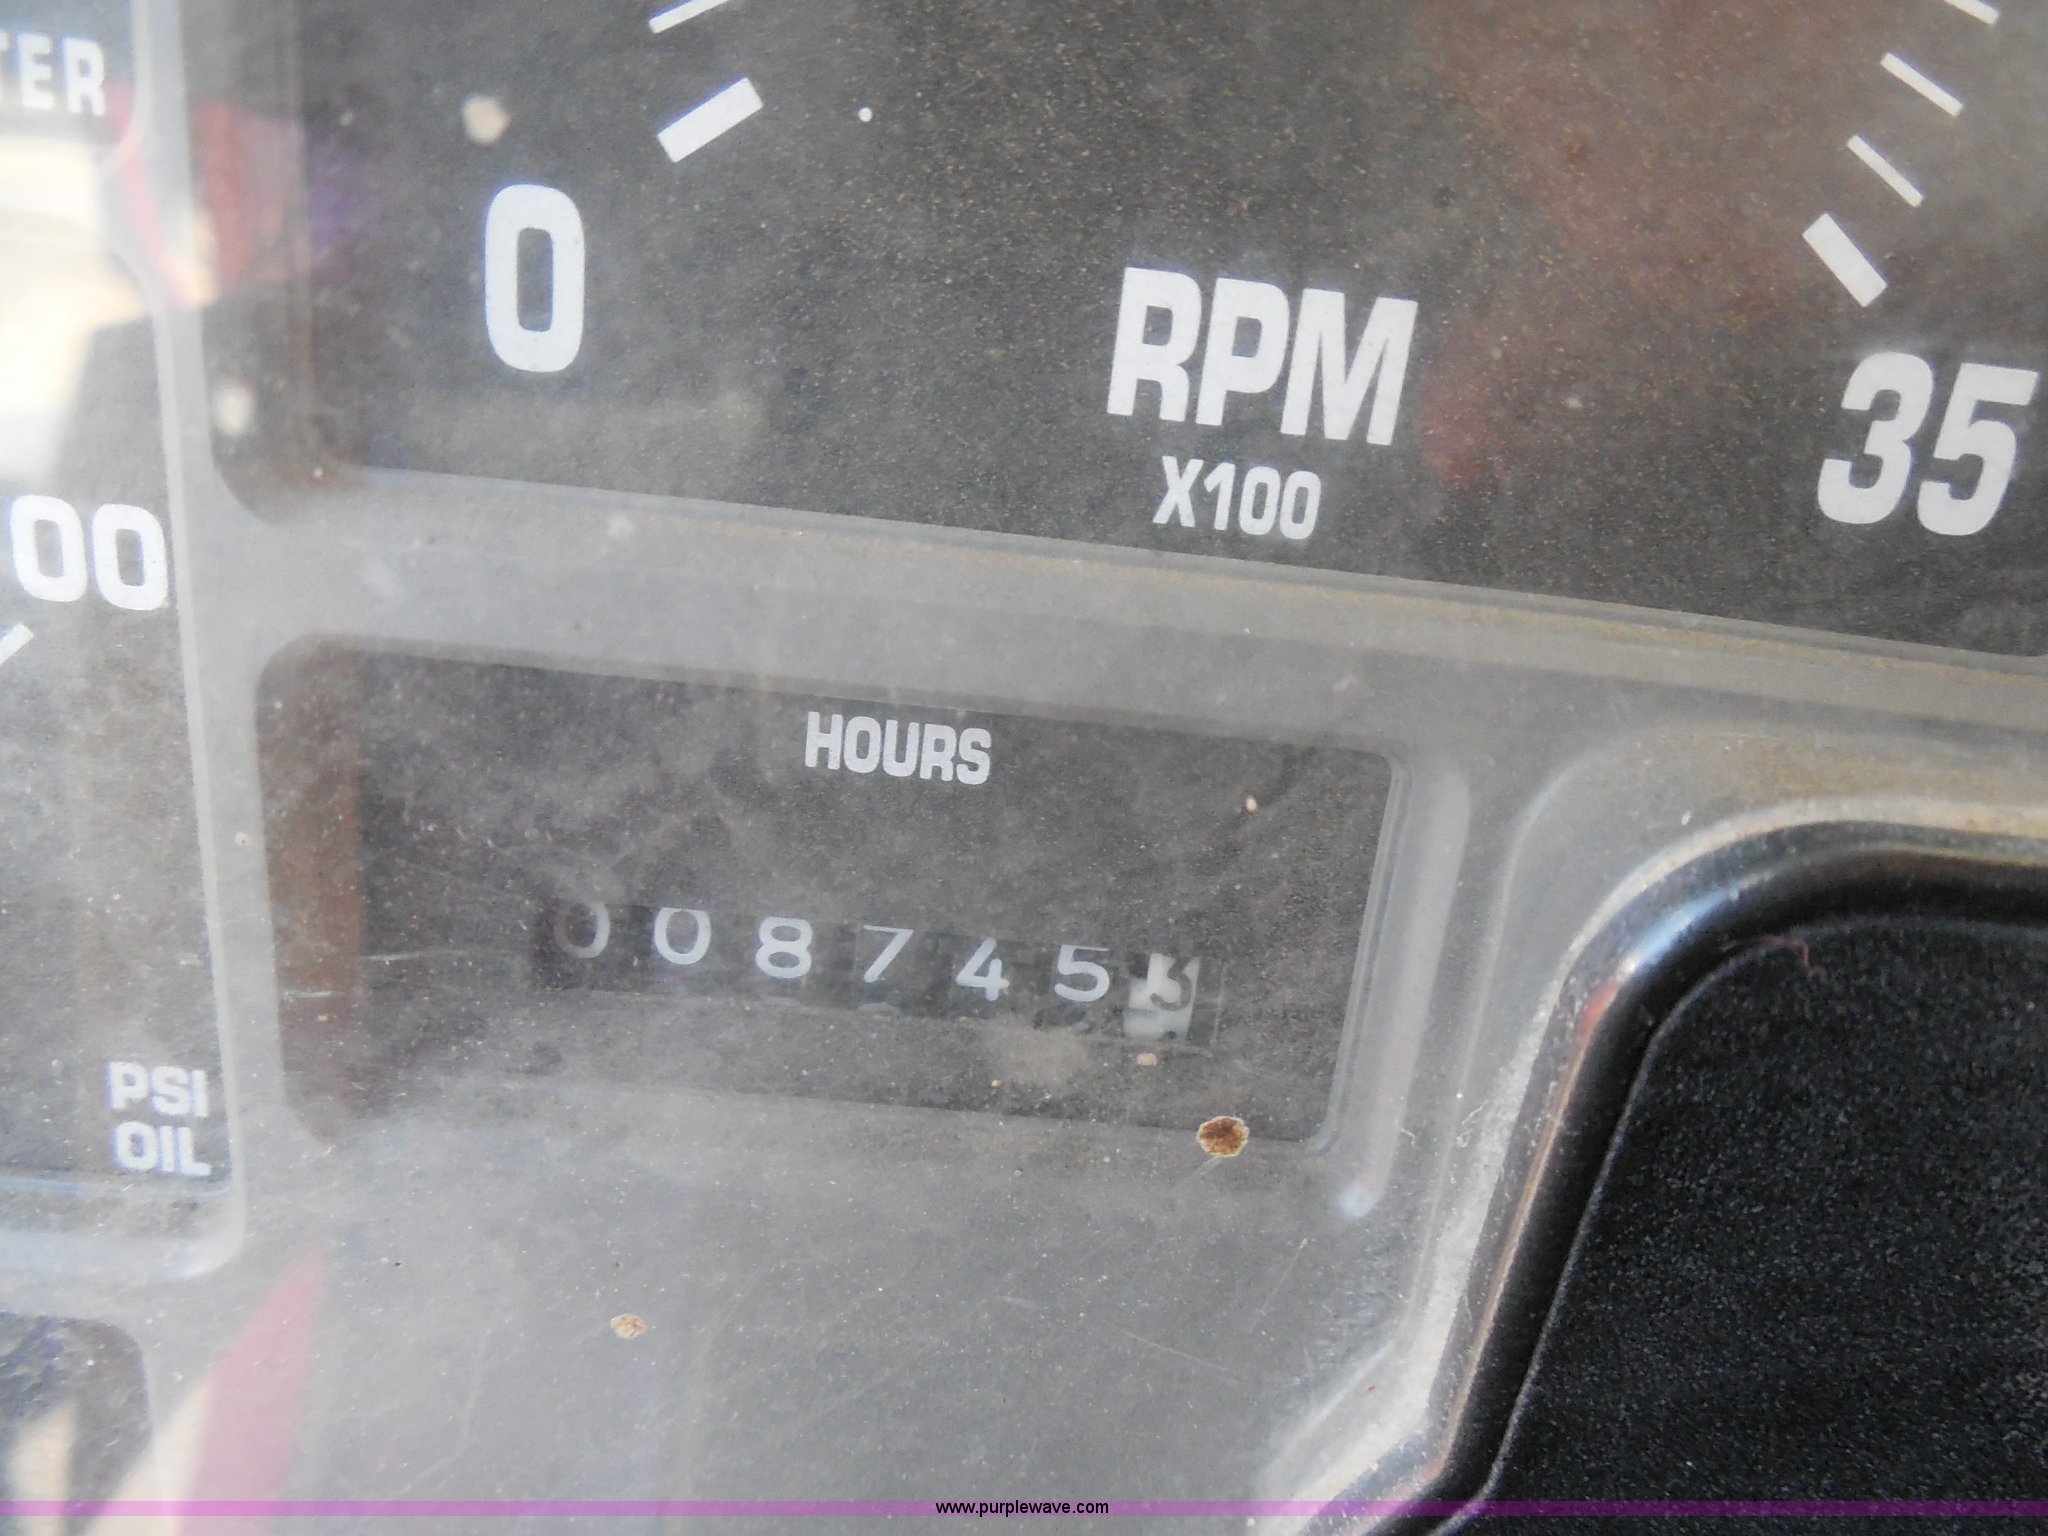 TER
0
RPM
X100
35
00
HOURS
008745
PSI
OIL
www.purplewave.com